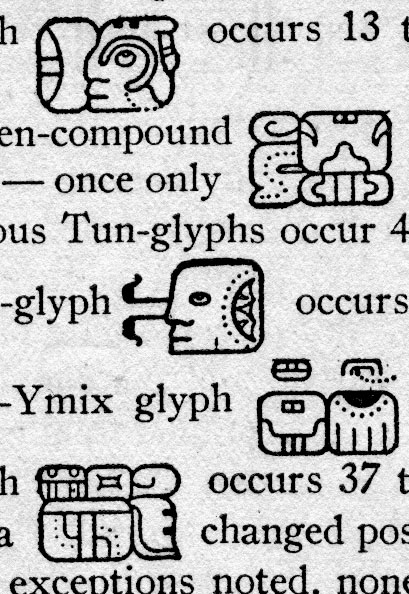 h occurs 13 t
en-compound
— once only
ous Tun-glyphs occur 4
-glyph occurs
-Ymix glyph
h occurs 37 t
a changed pos
exceptions noted, none